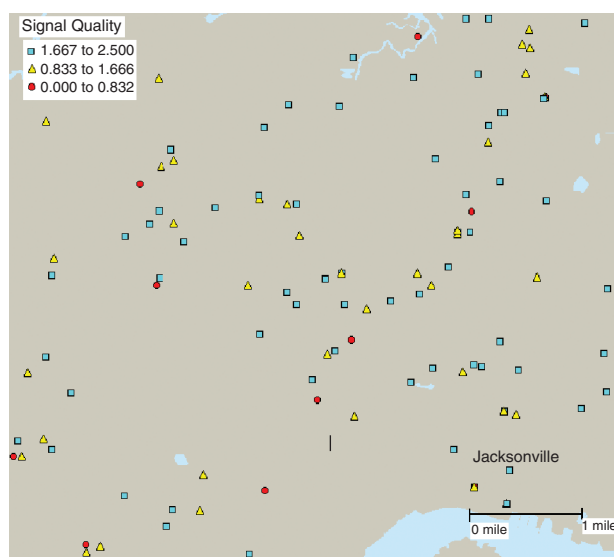 Signal Quality
1.667 to 2.500
0.833 to 1.666
0.000 to 0.832
Jacksonville
0 mile
1 mile